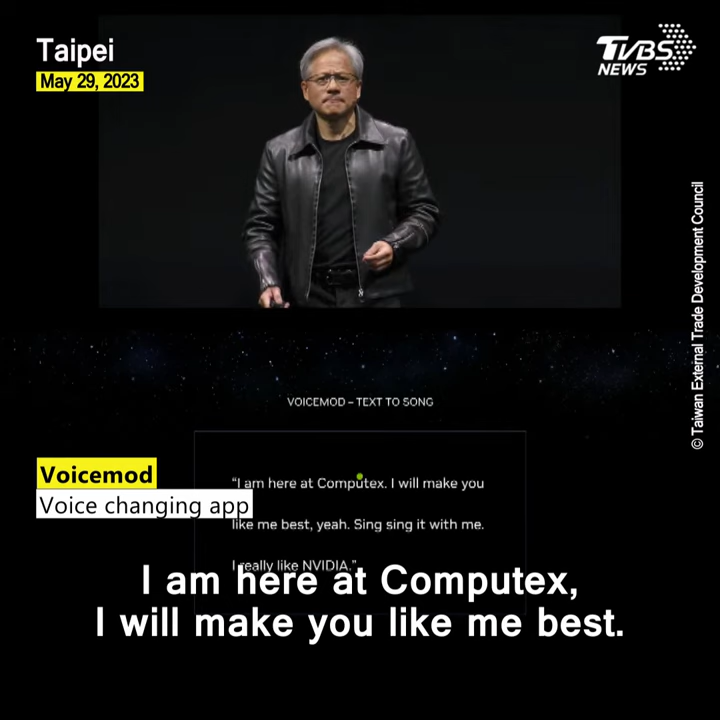 Taipei
May 29, 2023
TVBS
NEWS
© Taiwan External Trade Development Council
VOICEMOD – TEXT TO SONG
Voicemod
Voice changing app
“I am here at Computex. I will make you
like me best, yeah. Sing sing it with me.
I really like NVIDIA.”
I am here at Computex,
I will make you like me best.